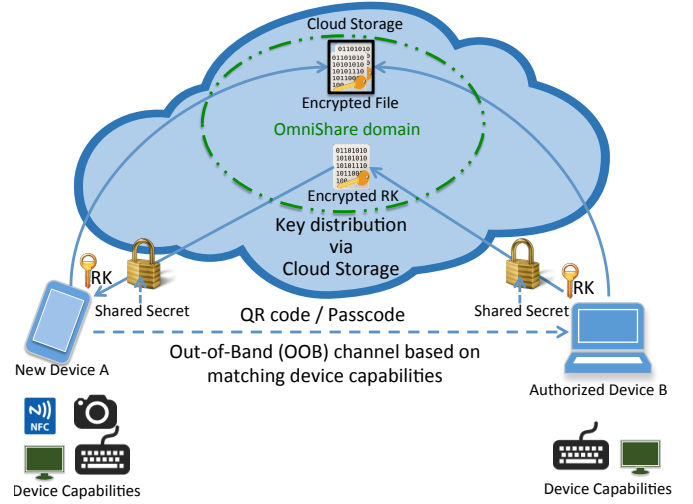 Cloud Storage
01101010
01101010
10101010
10101110
1011000
100
Encrypted File
OmniShare domain
01101010
10101010
10101110
1011000
100
Encrypted RK
Key distribution
via
Cloud Storage
RK
RK
Shared Secret
Shared Secret
QR code / Passcode
Out-of-Band (OOB) channel based on
matching device capabilities
New Device A
Authorized Device B
NFC
Device Capabilities
Device Capabilities